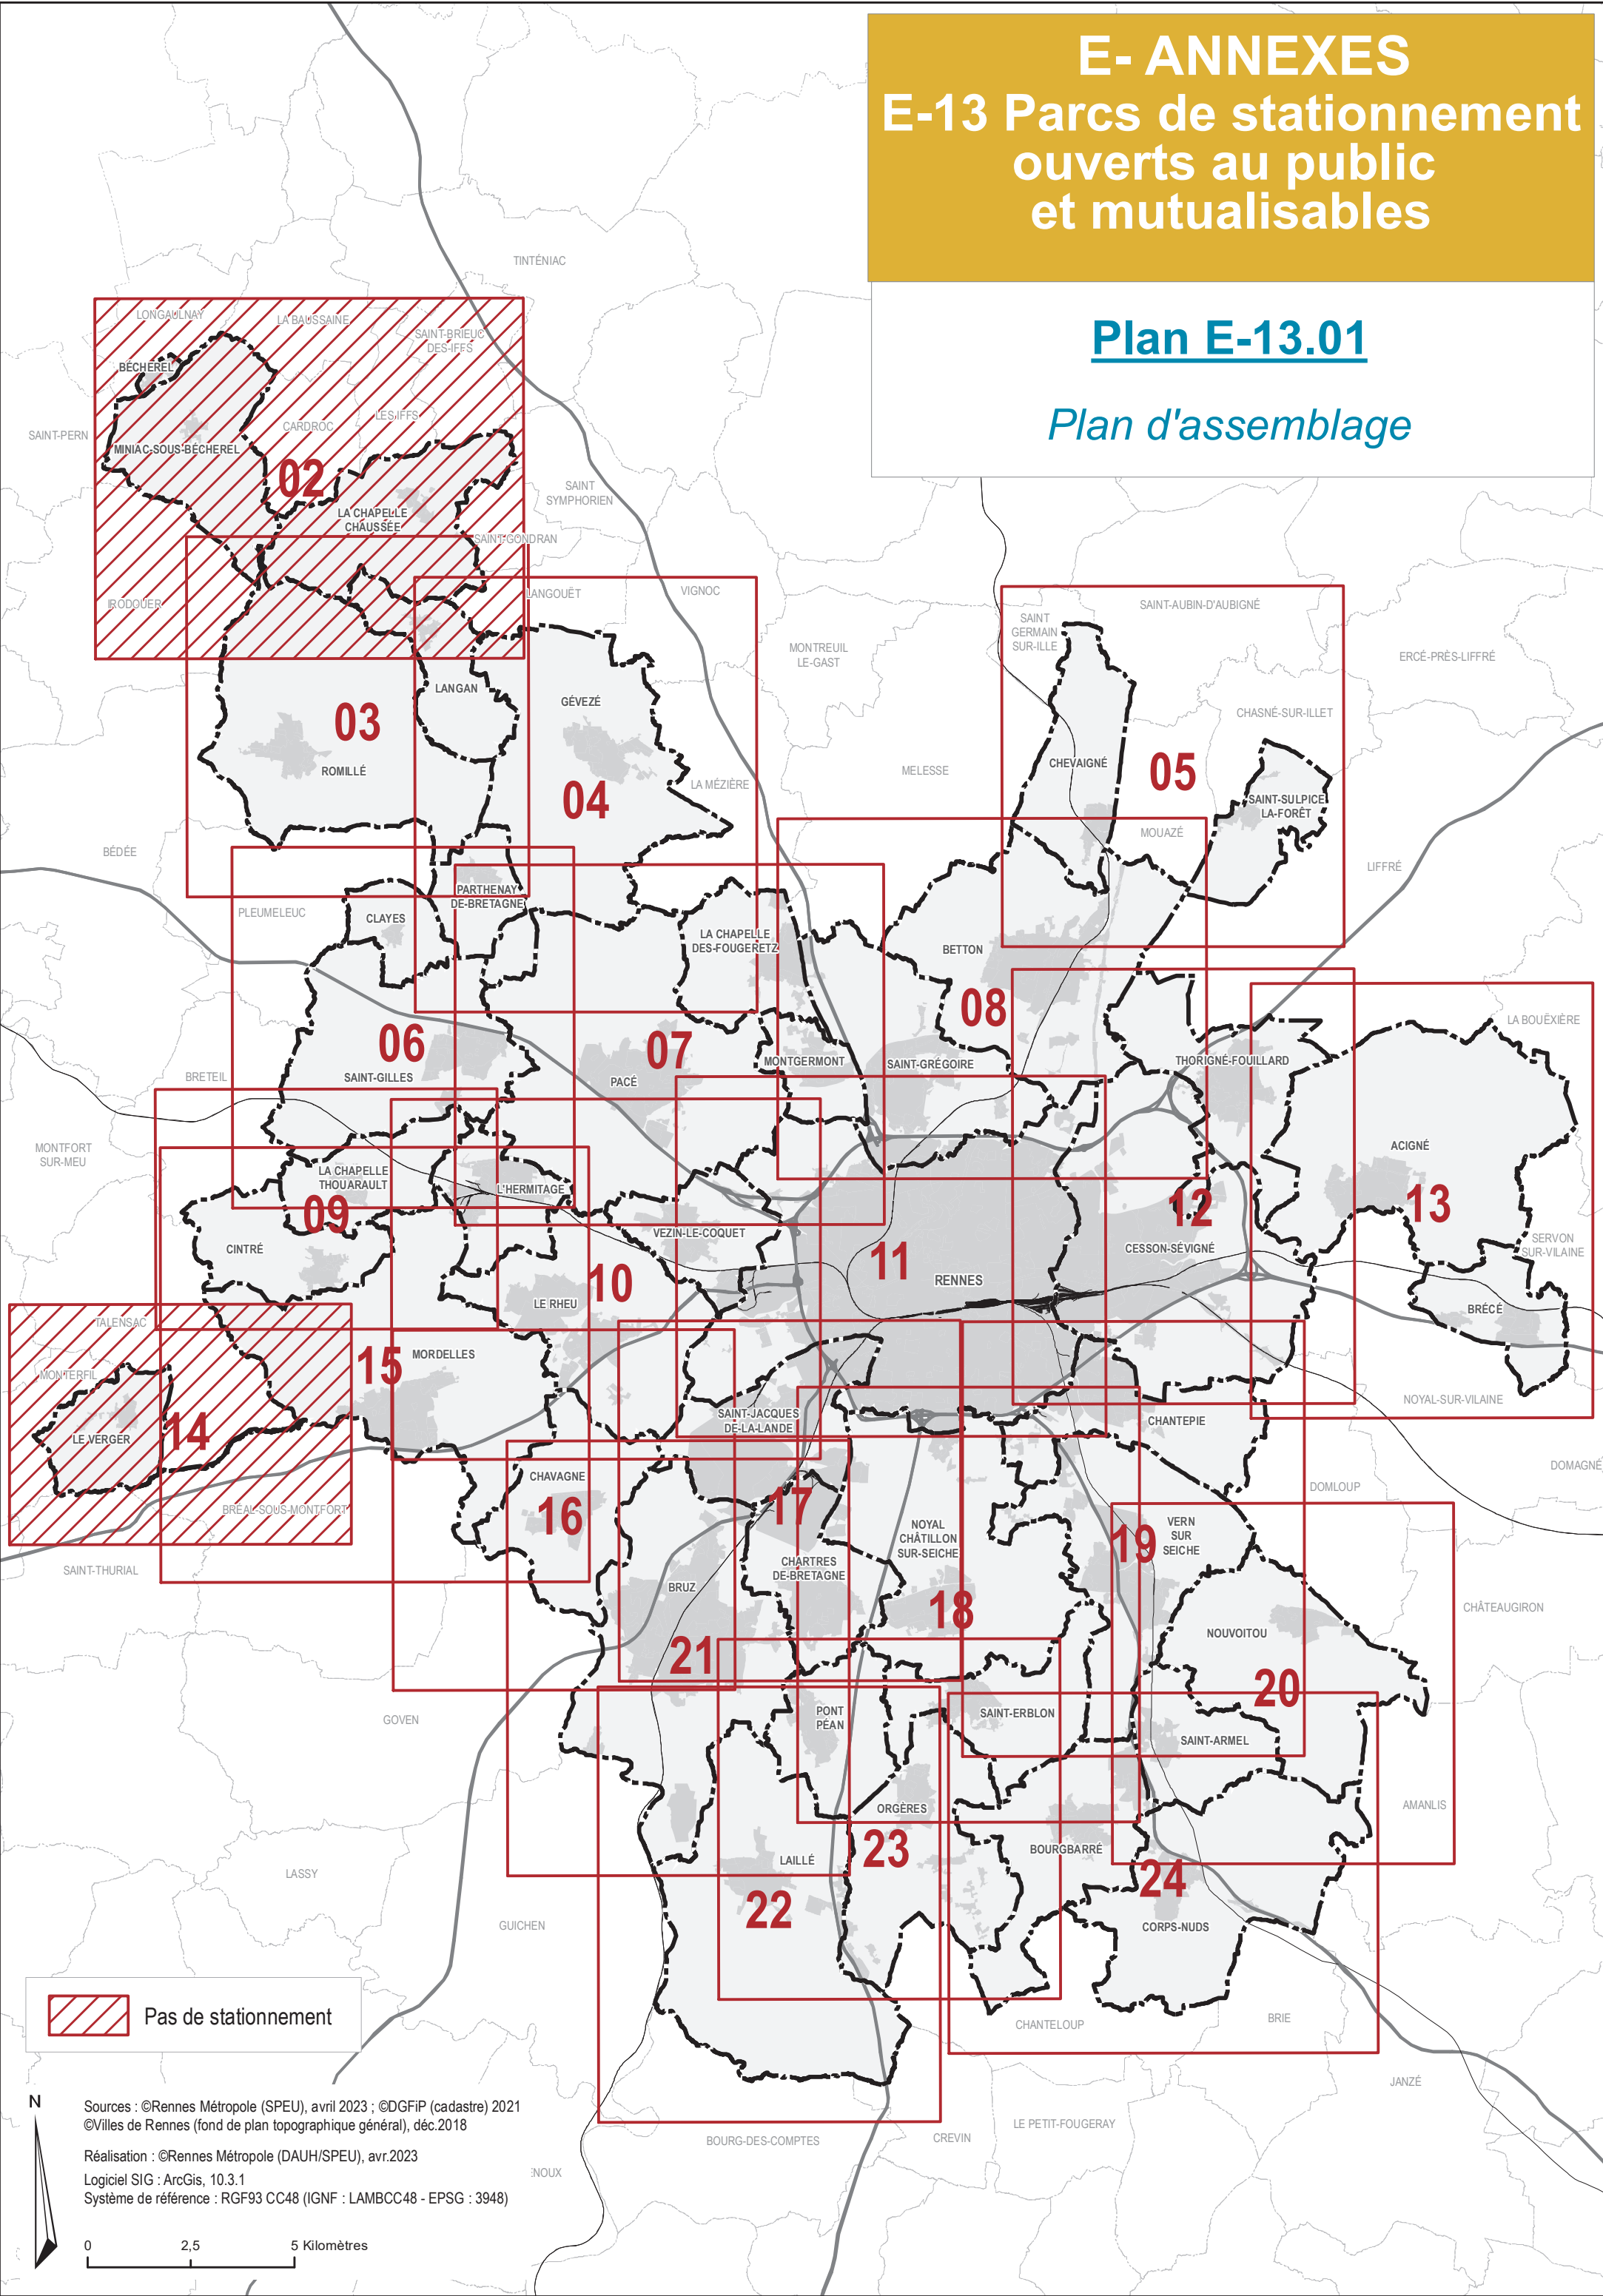 E- ANNEXES
E-13 Parcs de stationnement
ouverts au public
et mutualisables
Plan E-13.01
Plan d'assemblage
TINTÉNIAC
LONGAULNAY
LA BAUSSAINE
SAINT-BRIEUC
DES-IFFS
BÉCHEREL
LES IFFS
CARDROC
SAINT-PERN
MINIAC-SOUS-BÉCHEREL
02
SAINT
SYMPHORIEN
LA CHAPELLE
CHAUSSÉE
SAINT-GONDRAN
IRODOUER
LANGOUËT
VIGNOC
SAINT-AUBIN-D'AUBIGNÉ
SAINT
GERMAIN
SUR-ILLE
MONTREUIL
LE-GAST
ERCÉ-PRÈS-LIFFRÉ
LANGAN
GÉVEZÉ
03
CHASNÉ-SUR-ILLET
ROMILLÉ
CHEVAIGNÉ
05
MELESSE
LA MÉZIÈRE
04
SAINT-SULPICE
LA-FORÊT
MOUAZÉ
BÉDÉE
LIFFRÉ
PARTHENAY
DE-BRETAGNE
PLEUMELEUC
CLAYES
LA CHAPELLE
DES-FOUGERETZ
BETTON
08
LA BOUËXIÈRE
06
07
MONTGERMONT
SAINT-GRÉGOIRE
THORIGNÉ-FOUILLARD
BRETEIL
SAINT-GILLES
PACÉ
MONTFORT
SUR-MEU
ACIGNÉ
LA CHAPELLE
THOUARAULT
L'HERMITAGE
09
12
13
VEZIN-LE-COQUET
CINTRÉ
CESSON-SÉVIGNÉ
SERVON
SUR-VILAINE
11
RENNES
10
LE RHEU
BRÉCÉ
TALENSAC
15
MORDELLES
MONTERFIL
NOYAL-SUR-VILAINE
SAINT-JACQUES
DE-LA-LANDE
CHANTEPIE
LE VERGER
14
DOMAGNÉ
CHAVAGNE
DOMLOUP
BRÉAL-SOUS-MONTFORT
16
17
NOYAL
CHÂTILLON
SUR-SEICHE
19
VERN
SUR
SEICHE
SAINT-THURIAL
CHARTRES
DE-BRETAGNE
BRUZ
18
CHÂTEAUGIRON
NOUVOITOU
21
20
GOVEN
PONT
PÉAN
SAINT-ERBLON
SAINT-ARMEL
ORGÈRES
AMANLIS
23
BOURGBARRÉ
LAILLÉ
LASSY
24
22
GUICHEN
CORPS-NUDS
CHANTELOUP
BRIE
JANZÉ
LE PETIT-FOUGERAY
CREVIN
BOURG-DES-COMPTES
ENOUX
Pas de stationnement
N
Sources : ©Rennes Métropole (SPEU), avril 2023 ; ©DGFiP (cadastre) 2021
©Villes de Rennes (fond de plan topographique général), déc.2018
Réalisation : ©Rennes Métropole (DAUH/SPEU), avr.2023
Logiciel SIG : ArcGis, 10.3.1
Système de référence : RGF93 CC48 (IGNF : LAMBCC48 - EPSG : 3948)
0 2,5 5 Kilomètres